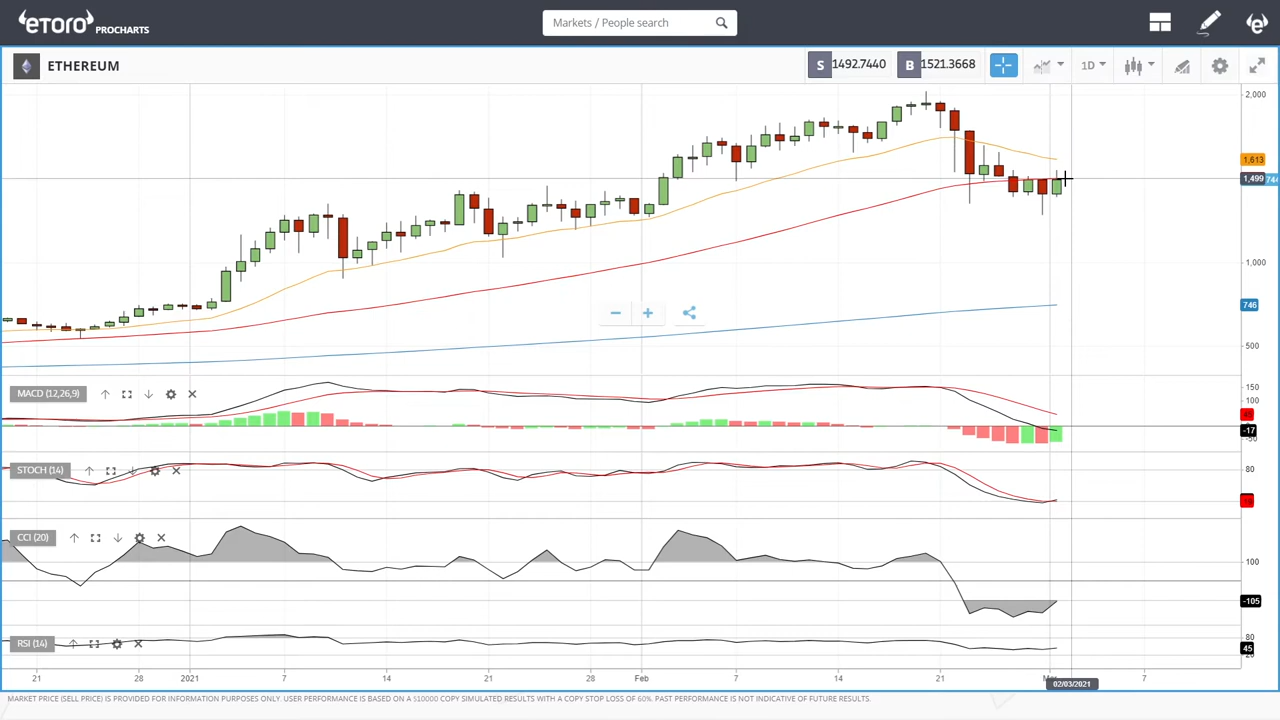 eTORO PROCHARTS
Markets / People search
ETHEREUM
S 1492.7440
B 1521.3668
1D
2,000
1,613
1,499
744
1,000
746
500
MACD (12,26,9)
150
100
-17
-50
STOCH (14)
80
CCI (20)
100
-105
RSI (14)
80
45
21
28
2021
7
14
21
28
Feb
7
14
21
Mar
7
02/03/2021
MARKET PRICE (SELL PRICE) IS PROVIDED FOR INFORMATION PURPOSES ONLY. USER PERFORMANCE IS BASED ON A $10000 COPY SIMULATED RESULTS WITH A COPY STOP LOSS OF 60%. PAST PERFORMANCE IS NOT INDICATIVE OF FUTURE RESULTS.